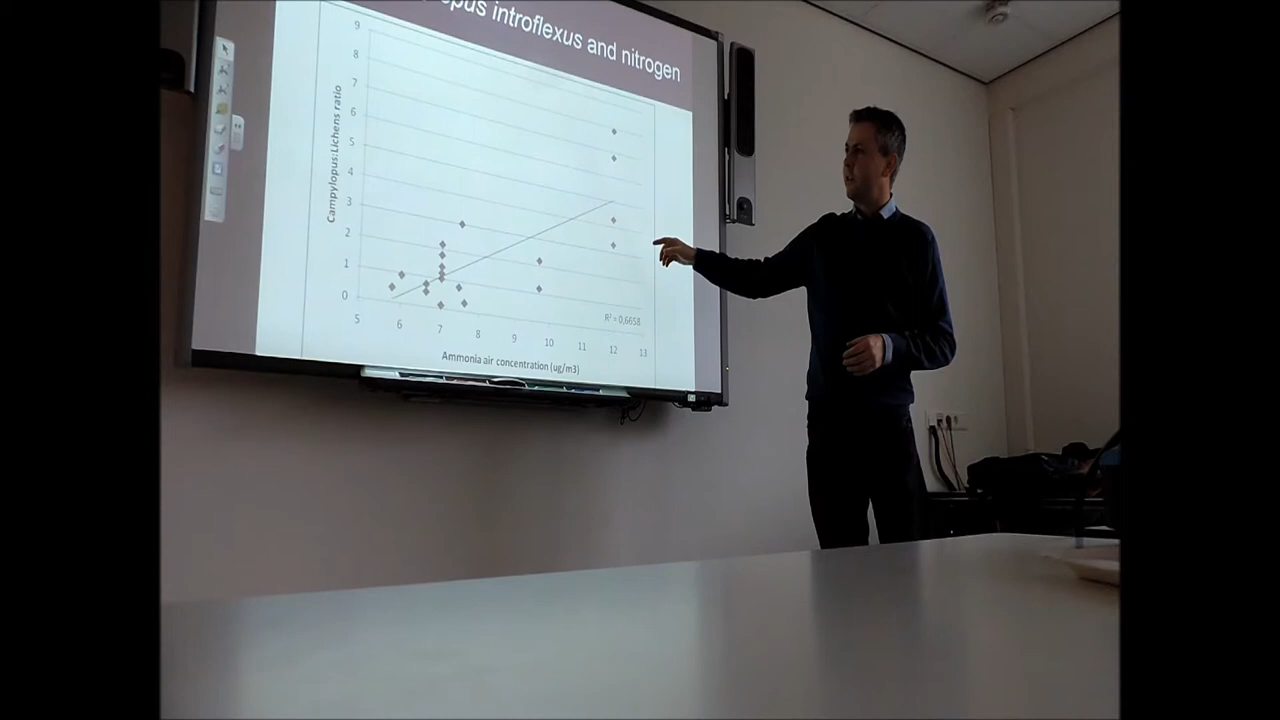 opus introflexus and nitrogen
9
8
7
6
5
4
3
2
1
0
Campylopus:Lichens ratio
5 6 7 8 9 10 11 12 13
R² = 0,6658
Ammonia air concentration (ug/m3)